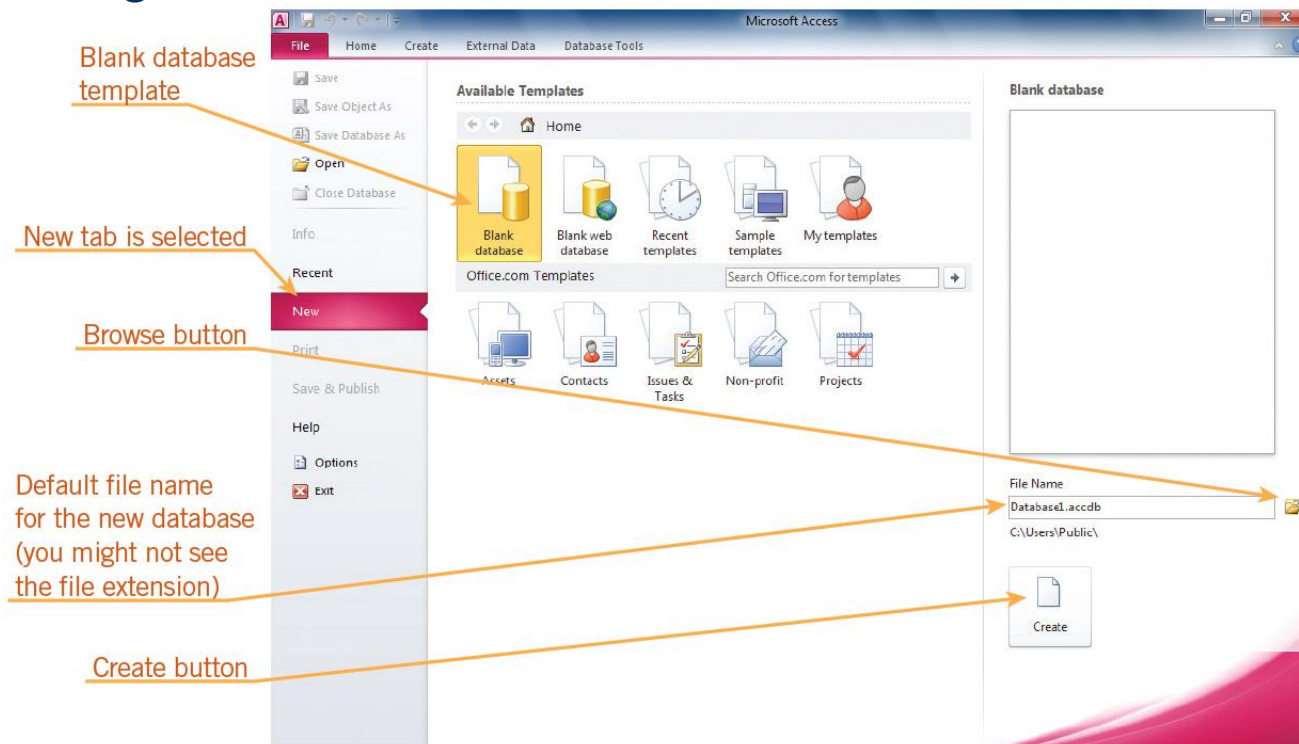 Microsoft Access
File Home Create External Data Database Tools
Blank database
template
New tab is selected
Browse button
Default file name
for the new database
(you might not see
the file extension)
Create button
Save
Save Object As
Save Database As
Open
Close Database
Info
Recent
New
Print
Save & Publish
Help
Options
Exit
Available Templates
Home
Blank
database
Blank web
database
Recent
templates
Sample
templates
My templates
Office.com Templates
Search Office.com for templates
Assets
Contacts
Issues &
Tasks
Non-profit
Projects
Blank database
File Name
Database1.accdb
C:\Users\Public\
Create